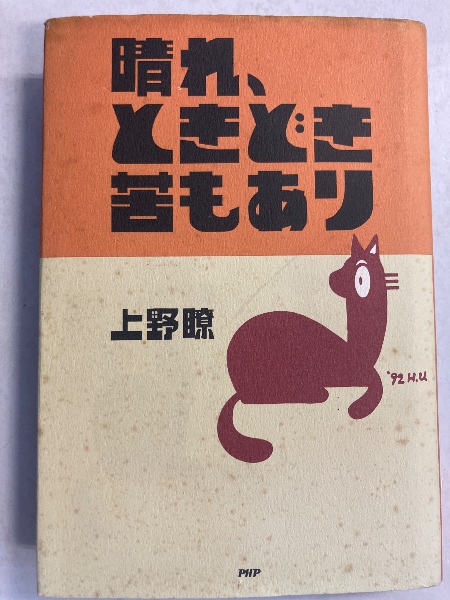 晴れ、
ときどき
苦もあり
上野瞭
'92 H.U
PHP